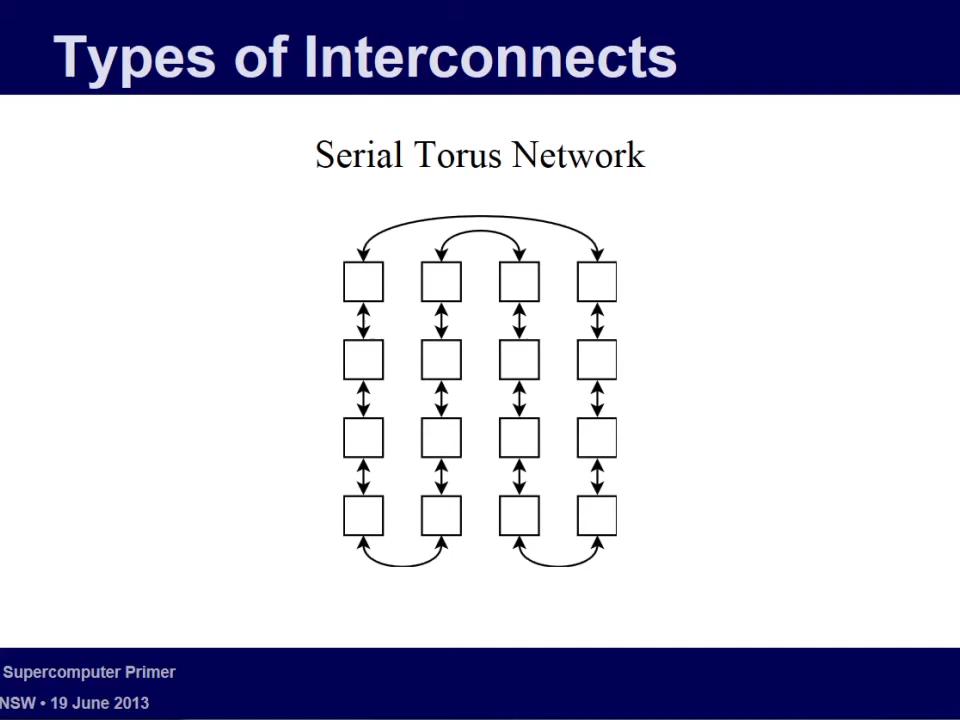 Types of Interconnects
Serial Torus Network
Supercomputer Primer
NSW • 19 June 2013